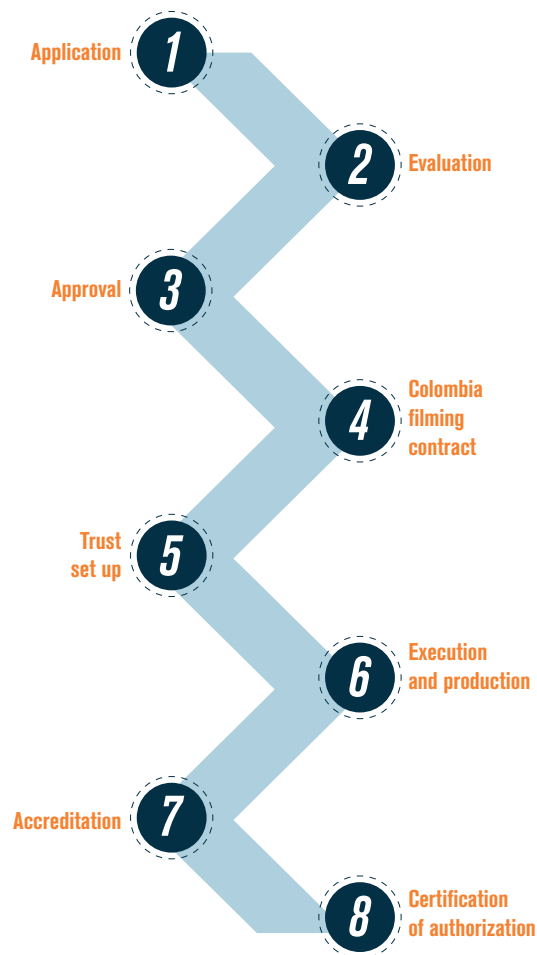 Application
1
2
Evaluation
Approval
3
4
Colombia
filming
contract
Trust
set up
5
6
Execution
and production
Accreditation
7
8
Certification
of authorization